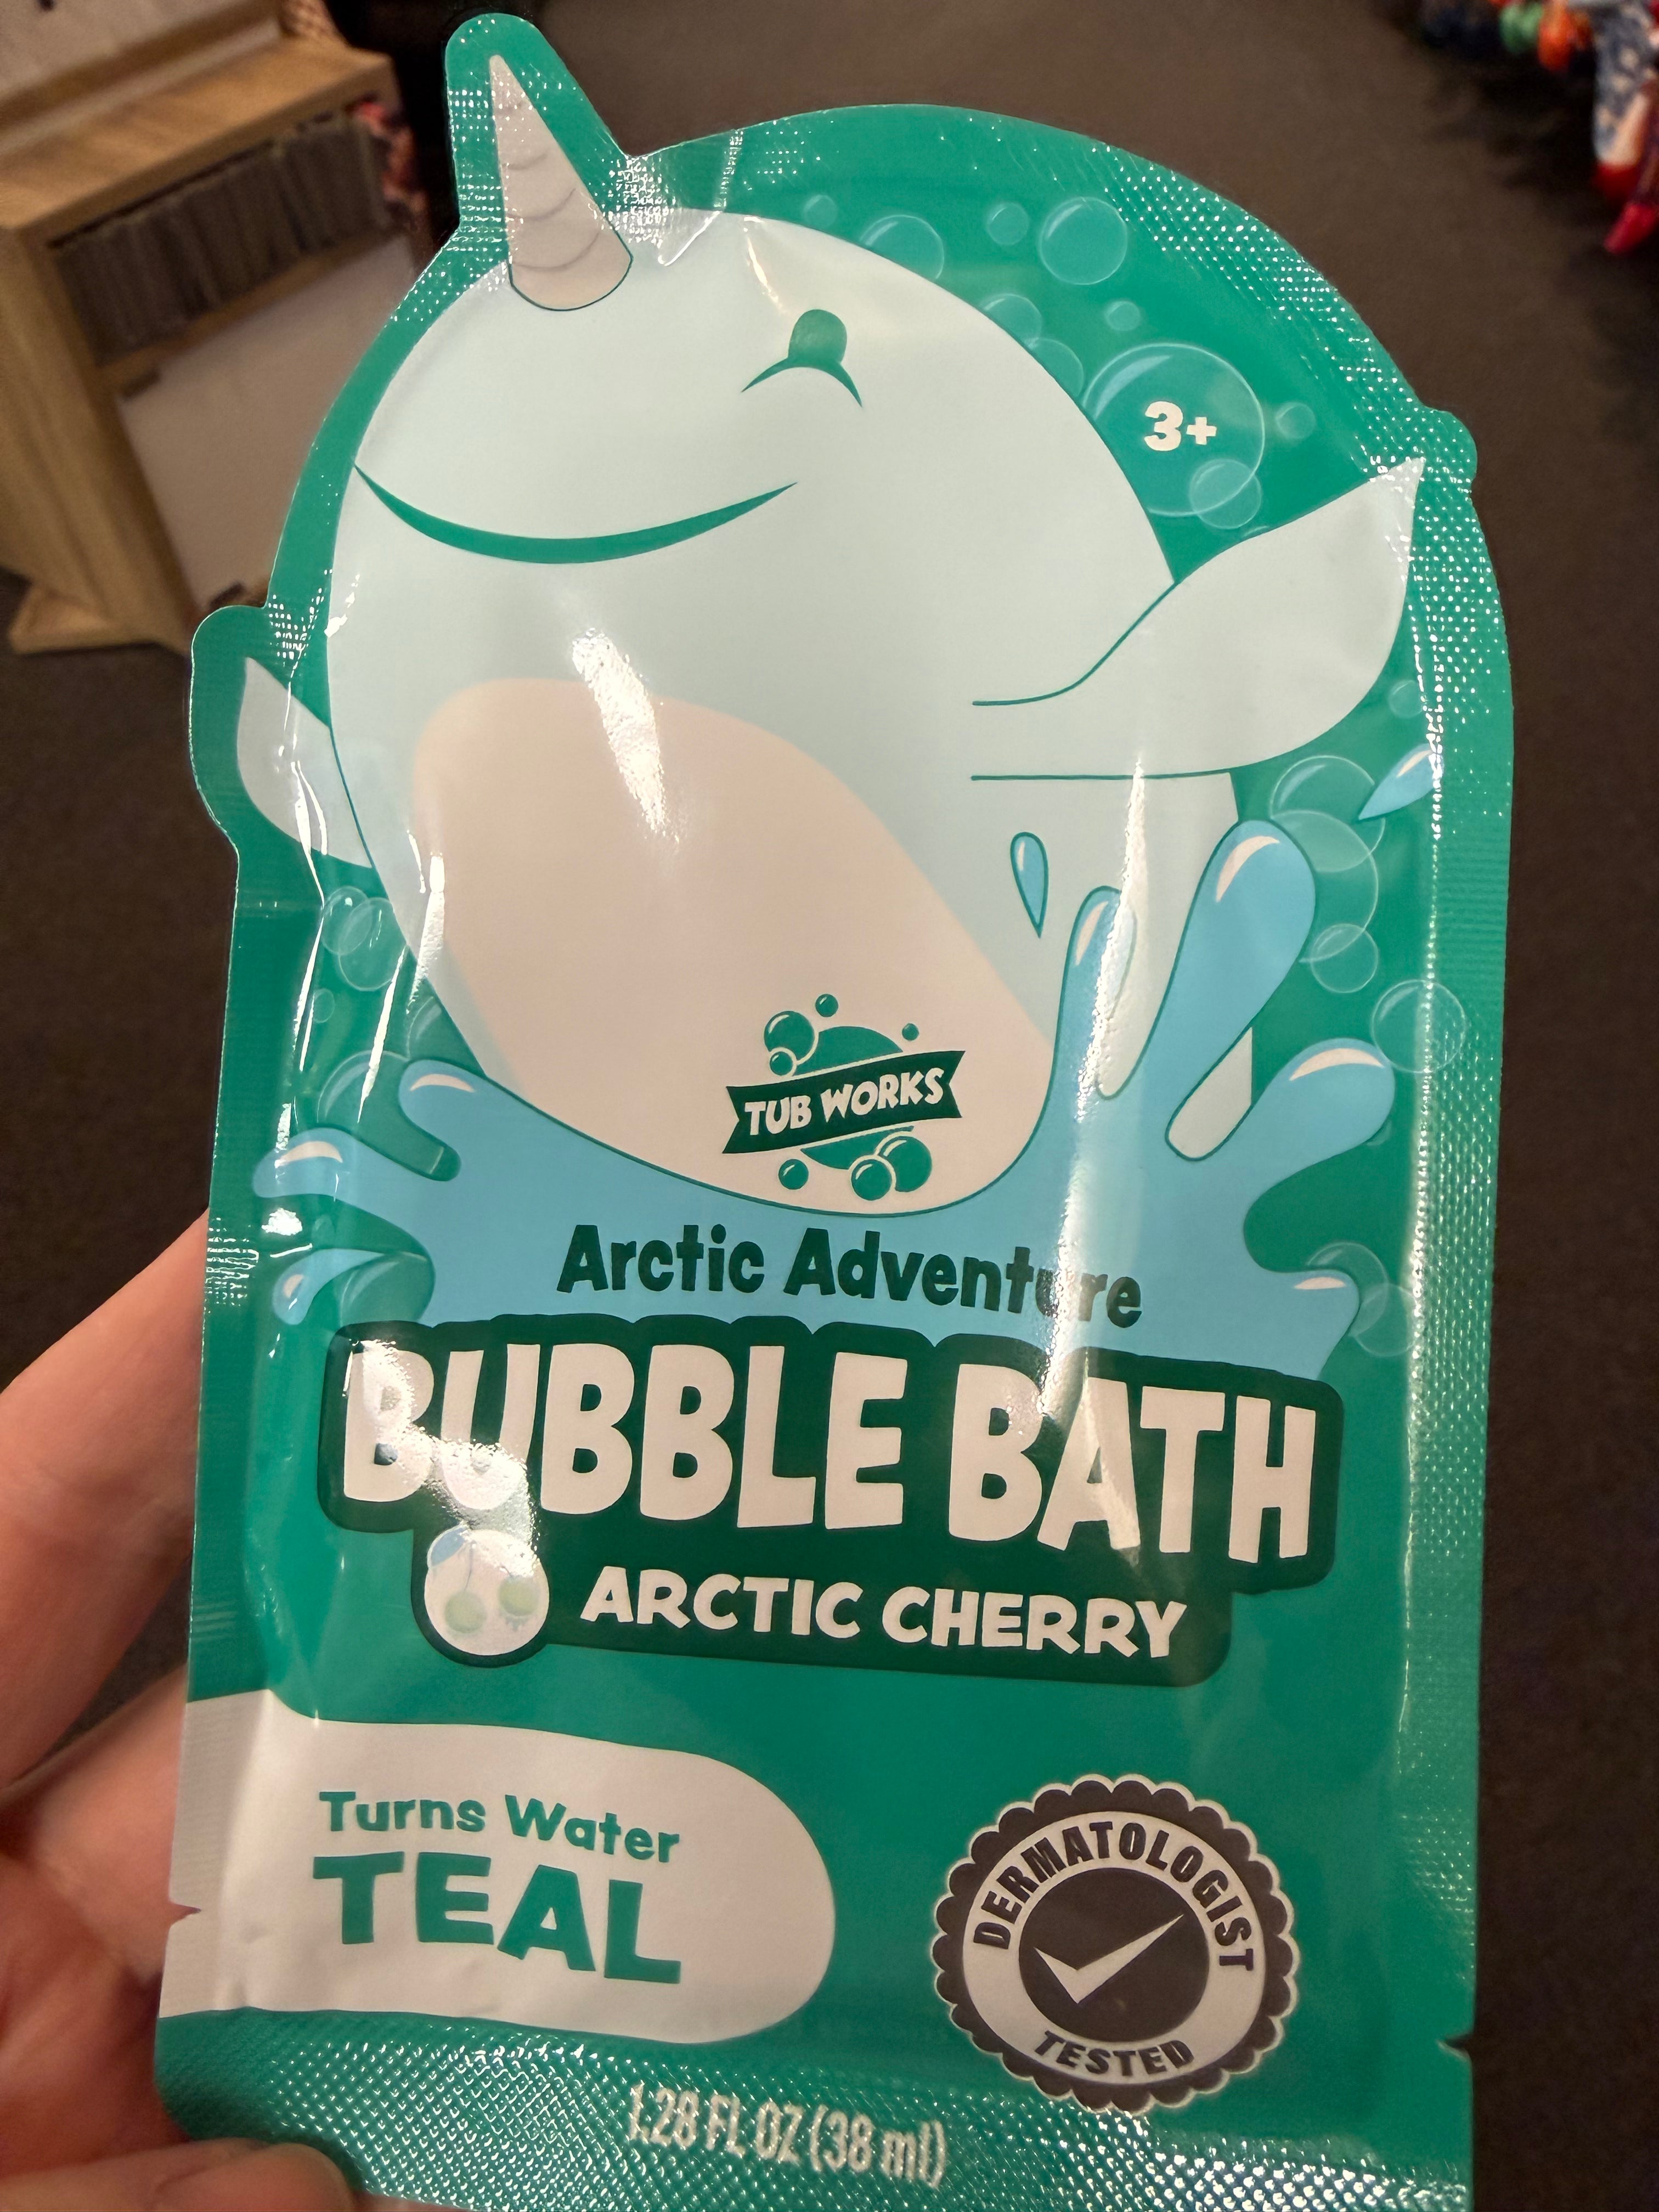 3+
TUB WORKS
Arctic Adventure
BUBBLE BATH
ARCTIC CHERRY
Turns Water
TEAL
DERMATOLOGIST
TESTED
1.28 FL OZ (38 ml)